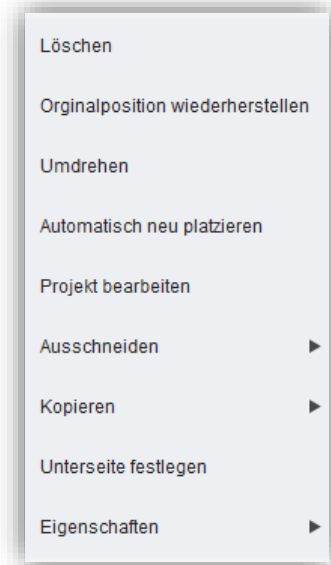 Löschen
Orginalposition wiederherstellen
Umdrehen
Automatisch neu platzieren
Projekt bearbeiten
Ausschneiden
Kopieren
Unterseite festlegen
Eigenschaften